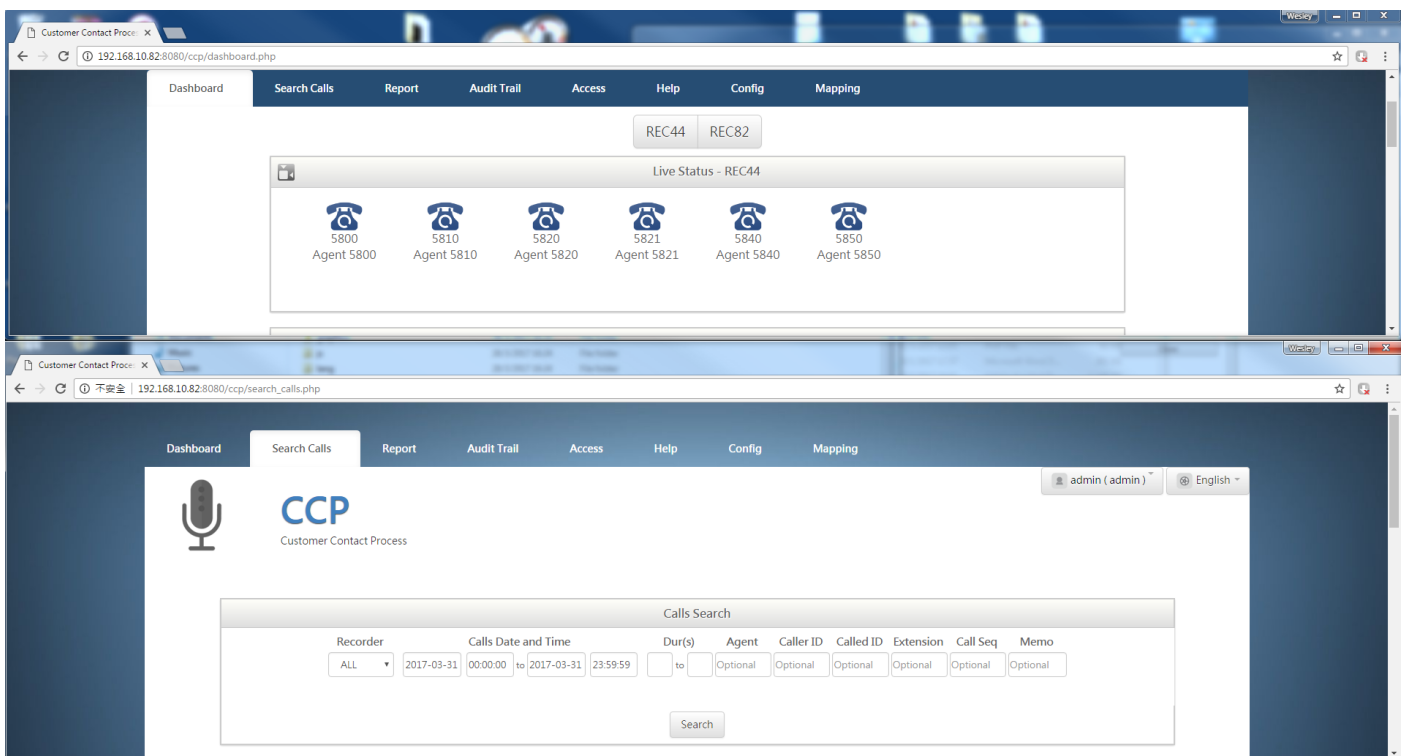 Wesley
Customer Contact Proce
192.168.10.82:8080/ccp/dashboard.php
Dashboard Search Calls Report Audit Trail Access Help Config Mapping
REC44 REC82
Live Status - REC44
5800 5810 5820 5821 5840 5850
Agent 5800 Agent 5810 Agent 5820 Agent 5821 Agent 5840 Agent 5850
Wesley
Customer Contact Proce
不安全 | 192.168.10.82:8080/ccp/search_calls.php
Dashboard Search Calls Report Audit Trail Access Help Config Mapping
admin ( admin ) English
CCP
Customer Contact Process
Calls Search
Recorder Calls Date and Time Dur(s) Agent Caller ID Called ID Extension Call Seq Memo
ALL 2017-03-31 00:00:00 to 2017-03-31 23:59:59 to Optional Optional Optional Optional Optional Optional
Search